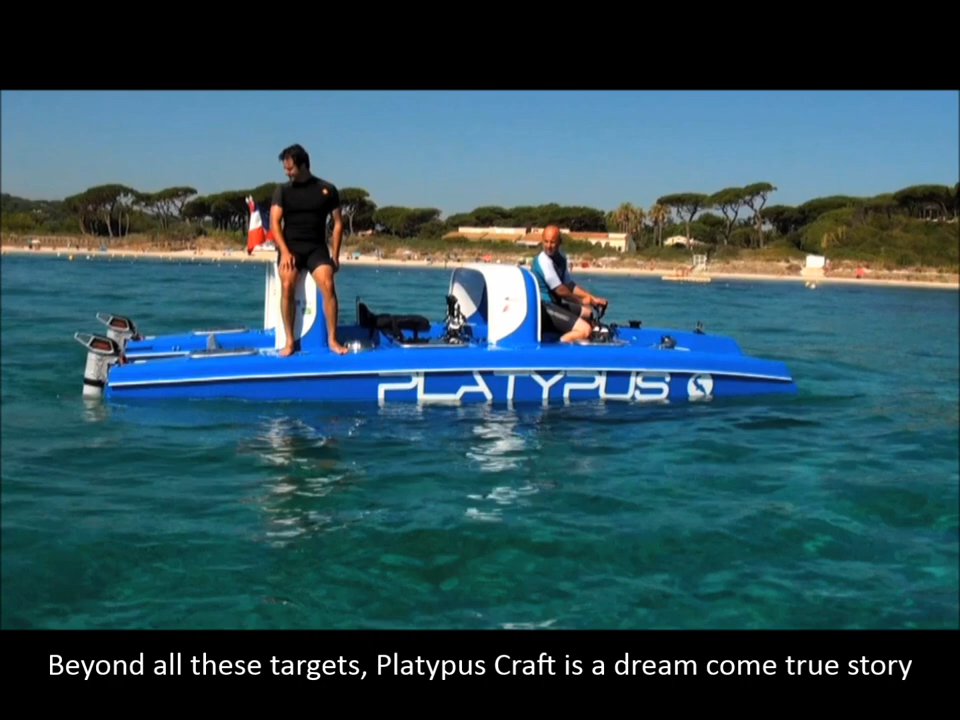 PLATYPUS
Beyond all these targets, Platypus Craft is a dream come true story